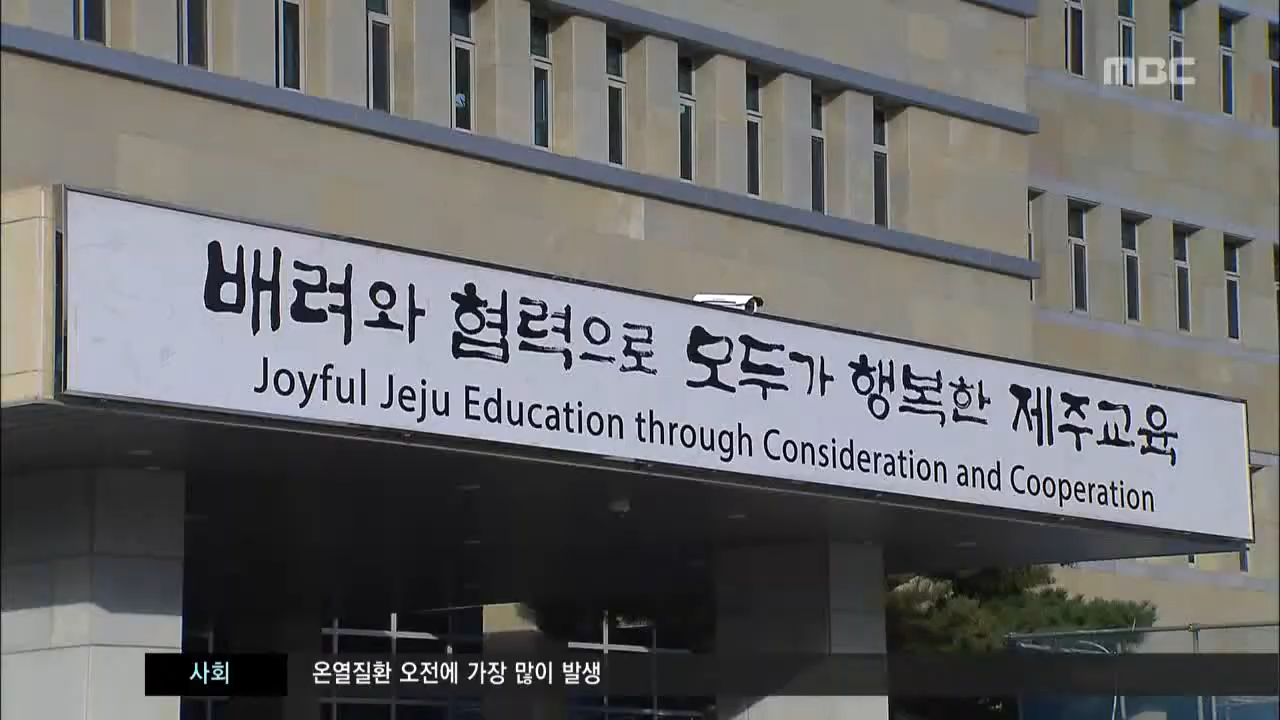 MBC
배려와 협력으로 모두가 행복한 제주교육
Joyful Jeju Education through Consideration and Cooperation
사회 온열질환 오전에 가장 많이 발생